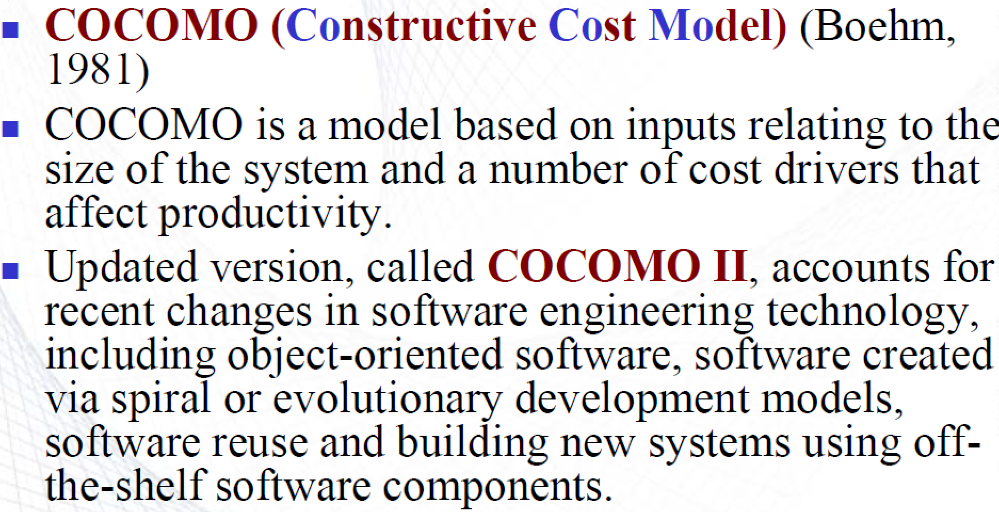 COCOMO (Constructive Cost Model) (Boehm,
1981)
COCOMO is a model based on inputs relating to the
size of the system and a number of cost drivers that
affect productivity.
Updated version, called COCOMO II, accounts for
recent changes in software engineering technology,
including object-oriented software, software created
via spiral or evolutionary development models,
software reuse and building new systems using off-
the-shelf software components.